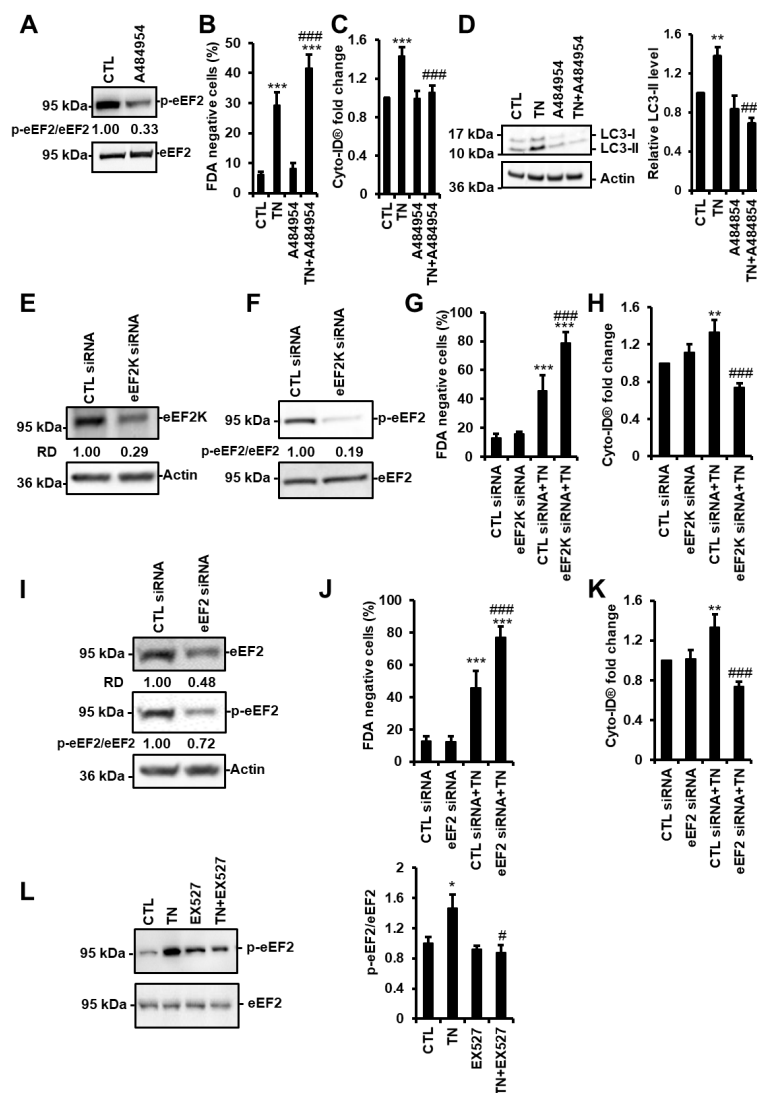 A
CTL
A484954
95 kDa
p-eEF2
p-eEF2/eEF2 1.00 0.33
95 kDa
eEF2
B
FDA negative cells (%)
50
40
30
20
10
0
***
###
***
CTL
TN
A484954
TN+A484954
C
Cyto-ID® fold change
1.6
1.2
0.8
0.4
0
***
###
CTL
TN
A484954
TN+A484954
D
CTL
TN
A484954
TN+A484954
17 kDa
10 kDa
LC3-I
LC3-II
36 kDa
Actin
Relative LC3-II level
1.6
1.2
0.8
0.4
0
**
##
CTL
TN
A484854
TN+A484854
E
CTL siRNA
eEF2K siRNA
95 kDa
eEF2K
RD 1.00 0.29
36 kDa
Actin
F
CTL siRNA
eEF2K siRNA
95 kDa
p-eEF2
p-eEF2/eEF2 1.00 0.19
95 kDa
eEF2
G
FDA negative cells (%)
100
80
60
40
20
0
***
###
***
CTL siRNA
eEF2K siRNA
CTL siRNA+TN
eEF2K siRNA+TN
H
Cyto-ID® fold change
1.6
1.2
0.8
0.4
0
**
###
CTL siRNA
eEF2K siRNA
CTL siRNA+TN
eEF2K siRNA+TN
I
CTL siRNA
eEF2 siRNA
95 kDa
eEF2
RD 1.00 0.48
95 kDa
p-eEF2
p-eEF2/eEF2 1.00 0.72
36 kDa
Actin
J
FDA negative cells (%)
100
80
60
40
20
0
***
###
***
CTL siRNA
eEF2 siRNA
CTL siRNA+TN
eEF2 siRNA+TN
K
Cyto-ID® fold change
1.6
1.2
0.8
0.4
0
**
###
CTL siRNA
eEF2 siRNA
CTL siRNA+TN
eEF2 siRNA+TN
L
CTL
TN
EX527
TN+EX527
95 kDa
p-eEF2
95 kDa
eEF2
p-eEF2/eEF2
2
1.6
1.2
0.8
0.4
0
*
#
CTL
TN
EX527
TN+EX527